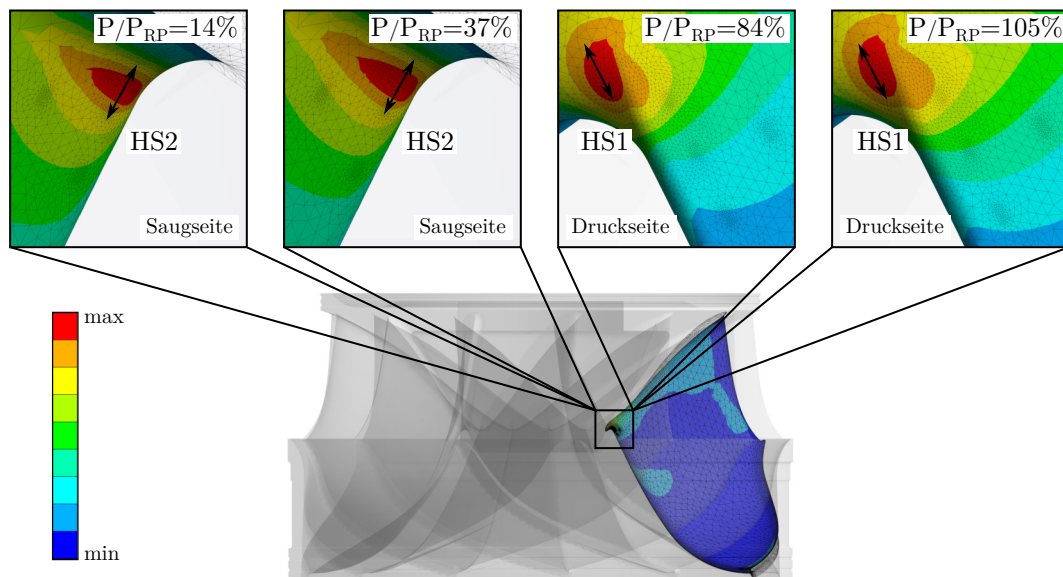 P/P_RP=14%
P/P_RP=37%
P/P_RP=84%
P/P_RP=105%
HS2
HS2
HS1
HS1
Saugseite
Saugseite
Druckseite
Druckseite
max
min